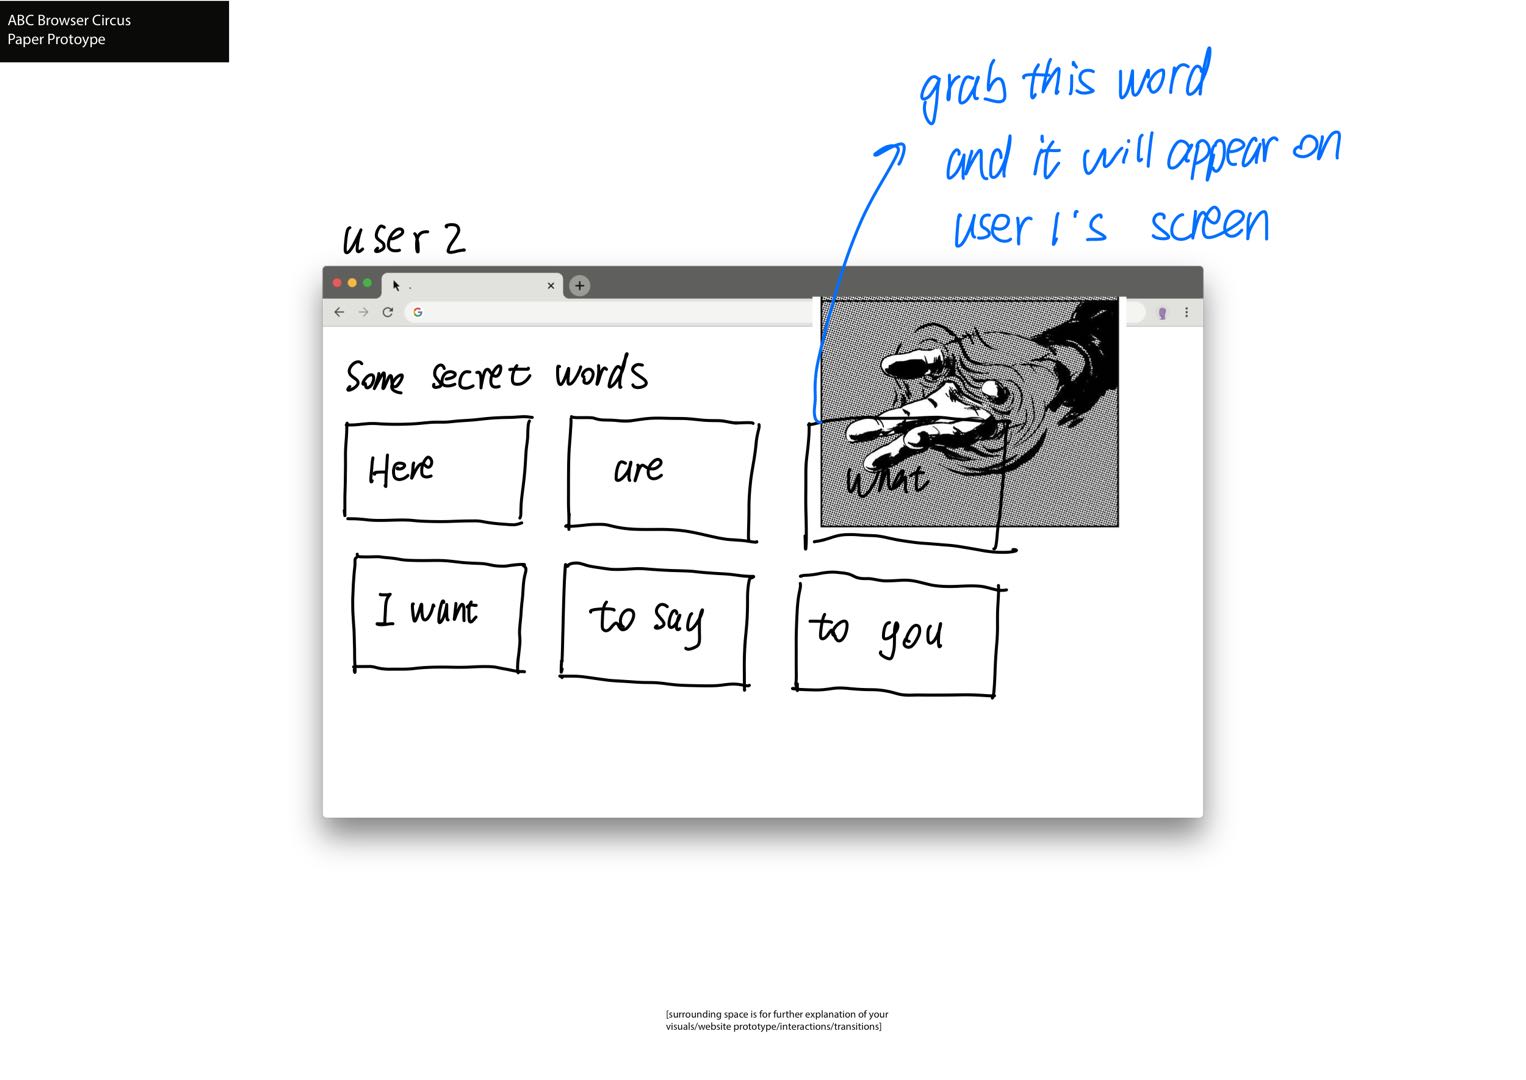 ABC Browser Circus
Paper Protoype
grab this word
and it will appear on
user 1's screen
user 2
Some secret words
Here
are
What
I want
to say
to you
[surrounding space is for further explanation of your
visuals/website prototype/interactions/transitions]